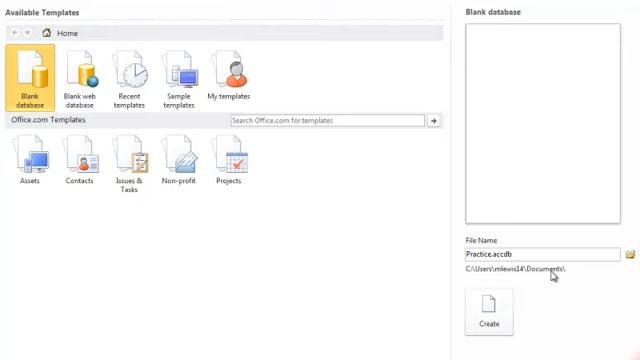 Available Templates
Home
Blank database
Blank web database
Recent templates
Sample templates
My templates
Office.com Templates
Search Office.com for templates
Assets
Contacts
Issues & Tasks
Non-profit
Projects
Blank database
File Name
Practice.accdb
C:\Users\mlewis14\Documents\
Create